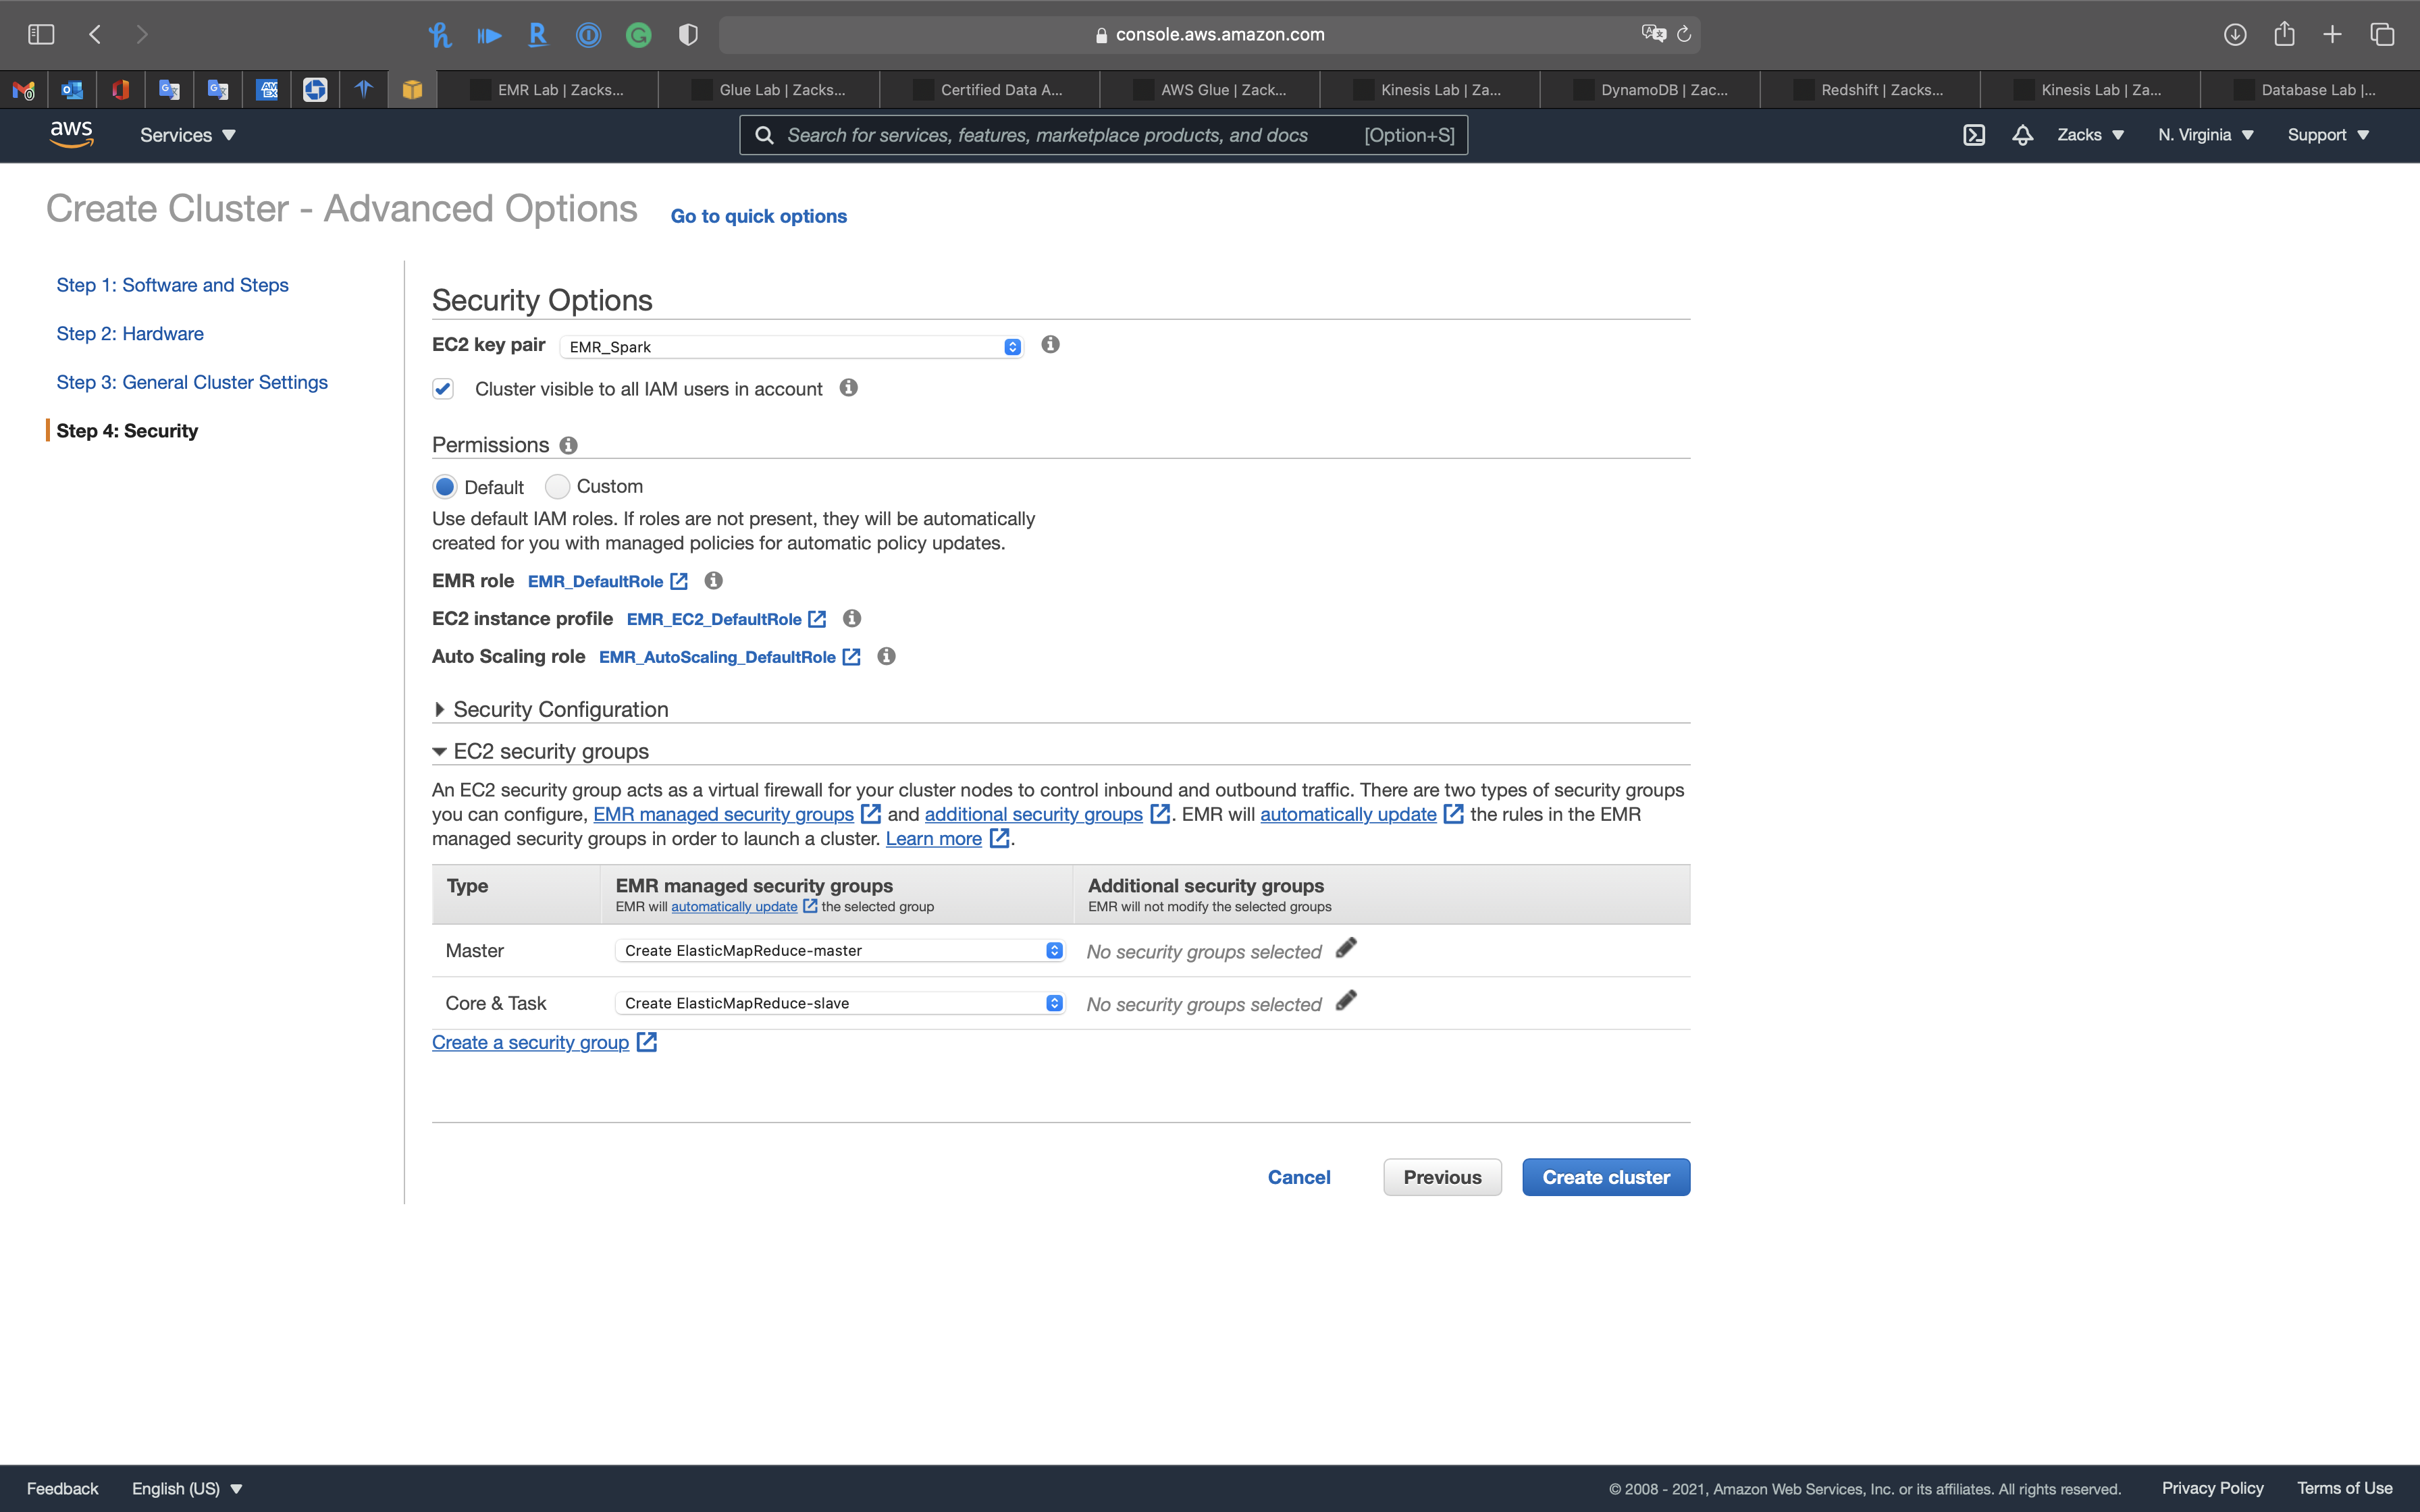 console.aws.amazon.com
EMR Lab | Zacks...
Glue Lab | Zacks...
Certified Data A...
AWS Glue | Zack...
Kinesis Lab | Za...
DynamoDB | Zac...
Redshift | Zacks...
Kinesis Lab | Za...
Database Lab |...
aws
Services
Search for services, features, marketplace products, and docs [Option+S]
Zacks
N. Virginia
Support
Create Cluster - Advanced Options Go to quick options
Step 1: Software and Steps
Step 2: Hardware
Step 3: General Cluster Settings
Step 4: Security
Security Options
EC2 key pair EMR_Spark
Cluster visible to all IAM users in account
Permissions
Default Custom
Use default IAM roles. If roles are not present, they will be automatically
created for you with managed policies for automatic policy updates.
EMR role EMR_DefaultRole
EC2 instance profile EMR_EC2_DefaultRole
Auto Scaling role EMR_AutoScaling_DefaultRole
Security Configuration
EC2 security groups
An EC2 security group acts as a virtual firewall for your cluster nodes to control inbound and outbound traffic. There are two types of security groups
you can configure, EMR managed security groups and additional security groups. EMR will automatically update the rules in the EMR
managed security groups in order to launch a cluster. Learn more.
Type EMR managed security groups Additional security groups
EMR will automatically update the selected group EMR will not modify the selected groups
Master Create ElasticMapReduce-master No security groups selected
Core & Task Create ElasticMapReduce-slave No security groups selected
Create a security group
Cancel Previous Create cluster
Feedback English (US) © 2008 - 2021, Amazon Web Services, Inc. or its affiliates. All rights reserved. Privacy Policy Terms of Use